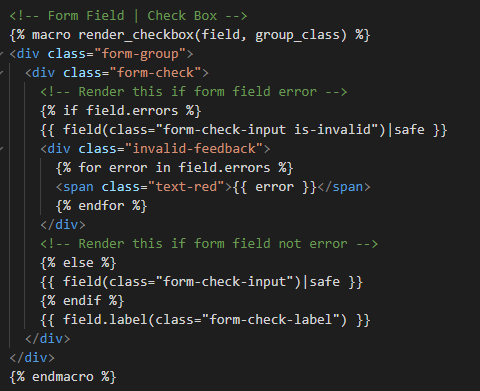 <!-- Form Field | Check Box -->
{% macro render_checkbox(field, group_class) %}
<div class="form-group">
  <div class="form-check">
    <!-- Render this if form field error -->
    {% if field.errors %}
    {{ field(class="form-check-input is-invalid")|safe }}
    <div class="invalid-feedback">
      {% for error in field.errors %}
      <span class="text-red">{{ error }}</span>
      {% endfor %}
    </div>
    <!-- Render this if form field not error -->
    {% else %}
    {{ field(class="form-check-input")|safe }}
    {% endif %}
    {{ field.label(class="form-check-label") }}
  </div>
</div>
{% endmacro %}